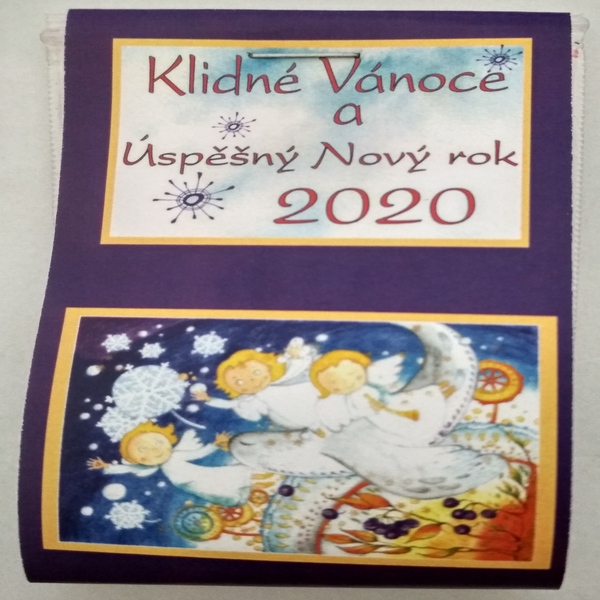 Klidné Vánoce
a
Úspěšný Nový rok
2020